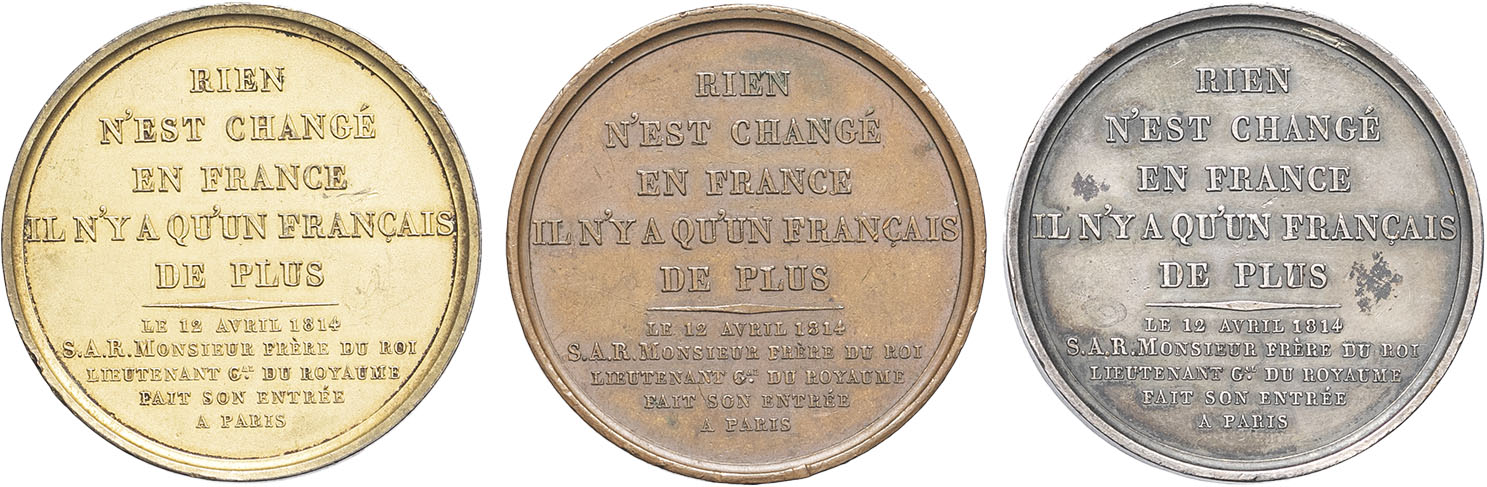 RIEN
N'EST CHANGÉ
EN FRANCE
IL N'Y A QU'UN FRANÇAIS
DE PLUS
LE 12 AVRIL 1814
S.A.R. MONSIEUR FRÈRE DU ROI
LIEUTENANT G.AL DU ROYAUME
FAIT SON ENTRÉE
A PARIS
RIEN
N'EST CHANGÉ
EN FRANCE
IL N'Y A QU'UN FRANÇAIS
DE PLUS
LE 12 AVRIL 1814
S.A.R. MONSIEUR FRÈRE DU ROI
LIEUTENANT G.AL DU ROYAUME
FAIT SON ENTRÉE
A PARIS
RIEN
N'EST CHANGÉ
EN FRANCE
IL N'Y A QU'UN FRANÇAIS
DE PLUS
LE 12 AVRIL 1814
S.A.R. MONSIEUR FRÈRE DU ROI
LIEUTENANT G.AL DU ROYAUME
FAIT SON ENTRÉE
A PARIS